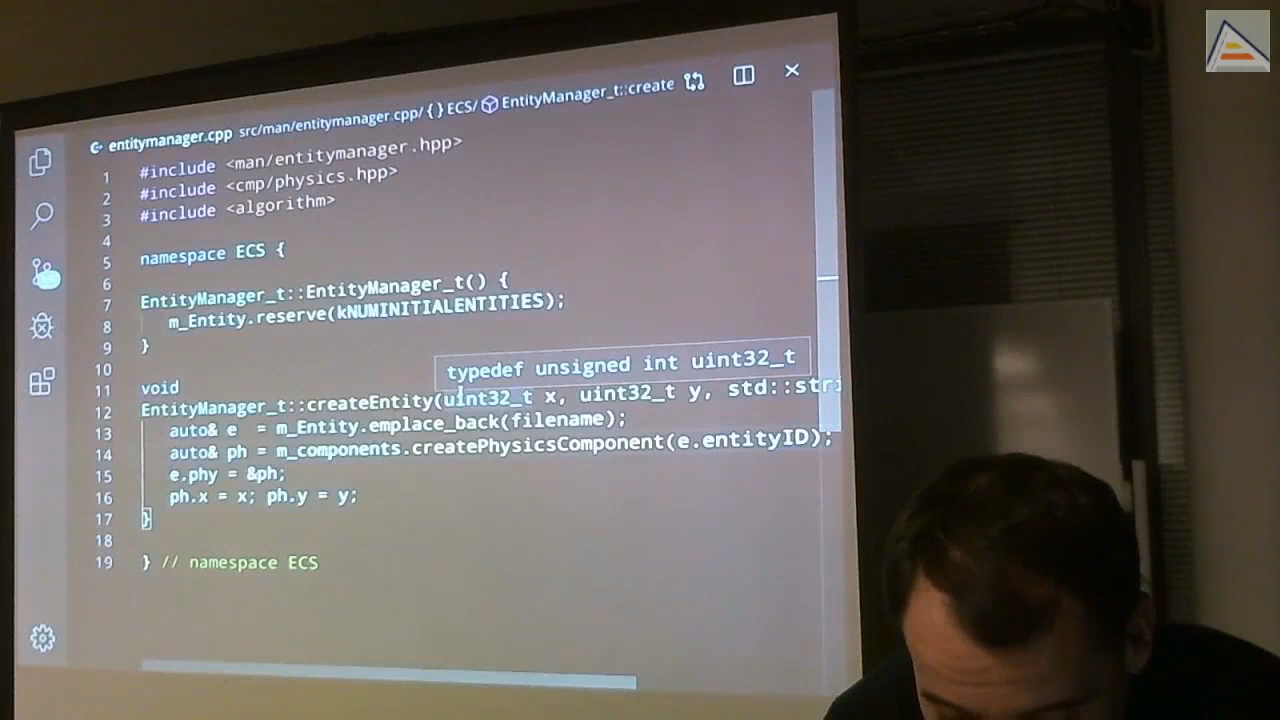 entitymanager.cpp src/man/entitymanager.cpp/ {} ECS/ EntityManager_t::create
1 #include <man/entitymanager.hpp>
2 #include <cmp/physics.hpp>
3 #include <algorithm>
4
5 namespace ECS {
6
7 EntityManager_t::EntityManager_t() {
8 m_Entity.reserve(kNUMINITIALENTITIES);
9 }
10
typedef unsigned int uint32_t
11 void
12 EntityManager_t::createEntity(uint32_t x, uint32_t y, std::stri
13 auto& e = m_Entity.emplace_back(filename);
14 auto& ph = m_components.createPhysicsComponent(e.entityID);
15 e.phy = &ph;
16 ph.x = x; ph.y = y;
17 }
18
19 } // namespace ECS